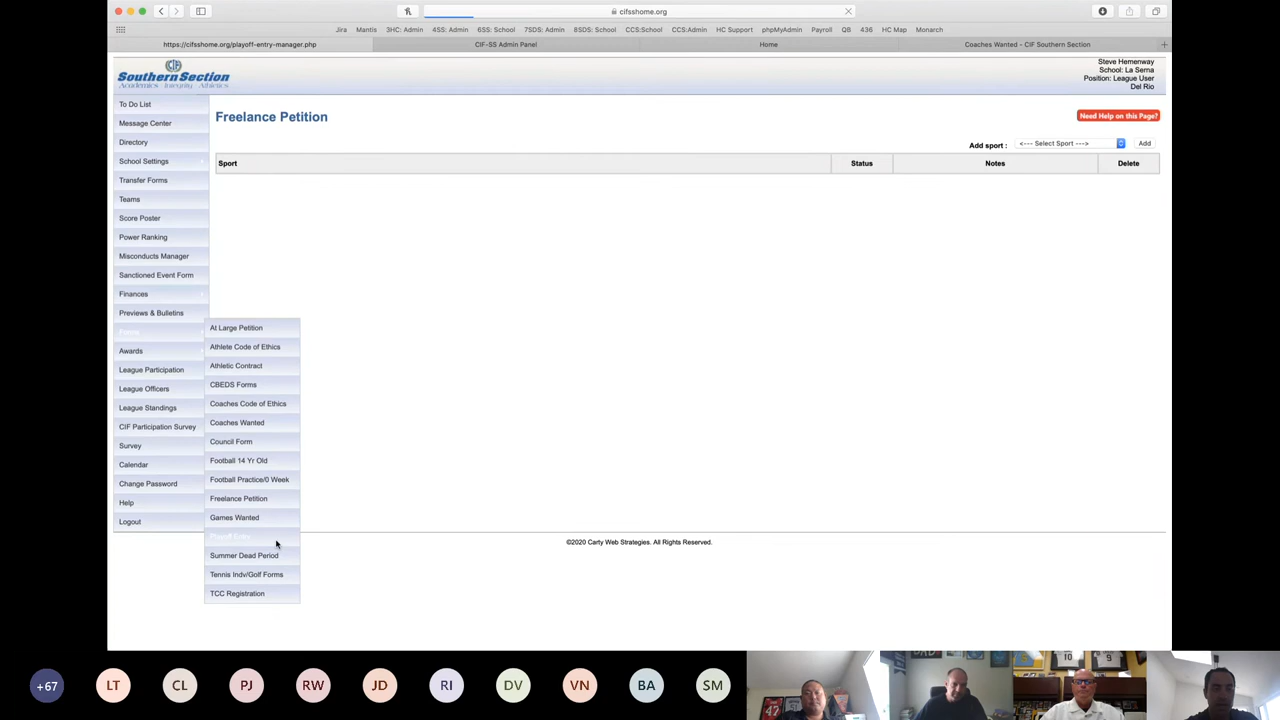 cifsshome.org
Jira Mantis 3HC: Admin 4SS: Admin 6SS: School 7SDS: Admin 8SDS: School CCS:School CCS:Admin HC Support phpMyAdmin Payroll QB 436 HC Map Monarch
https://cifsshome.org/playoff-entry-manager.php CIF-SS Admin Panel Home Coaches Wanted - CIF Southern Section
CIF
Southern Section
Academics Integrity Athletics
Steve Hemenway
School: La Serna
Position: League User
Del Rio
To Do List
Message Center
Directory
School Settings
Transfer Forms
Teams
Score Poster
Power Ranking
Misconducts Manager
Sanctioned Event Form
Finances
Previews & Bulletins
Forms
Awards
League Participation
League Officers
League Standings
CIF Participation Survey
Survey
Calendar
Change Password
Help
Logout
Freelance Petition
Need Help on this Page?
Add sport : <--- Select Sport ---> Add
Sport Status Notes Delete
At Large Petition
Athlete Code of Ethics
Athletic Contract
CBEDS Forms
Coaches Code of Ethics
Coaches Wanted
Council Form
Football 14 Yr Old
Football Practice/0 Week
Freelance Petition
Games Wanted
Playoff Entry
Summer Dead Period
Tennis Indv/Golf Forms
TCC Registration
©2020 Carty Web Strategies. All Rights Reserved.
+67 LT CL PJ RW JD RI DV VN BA SM